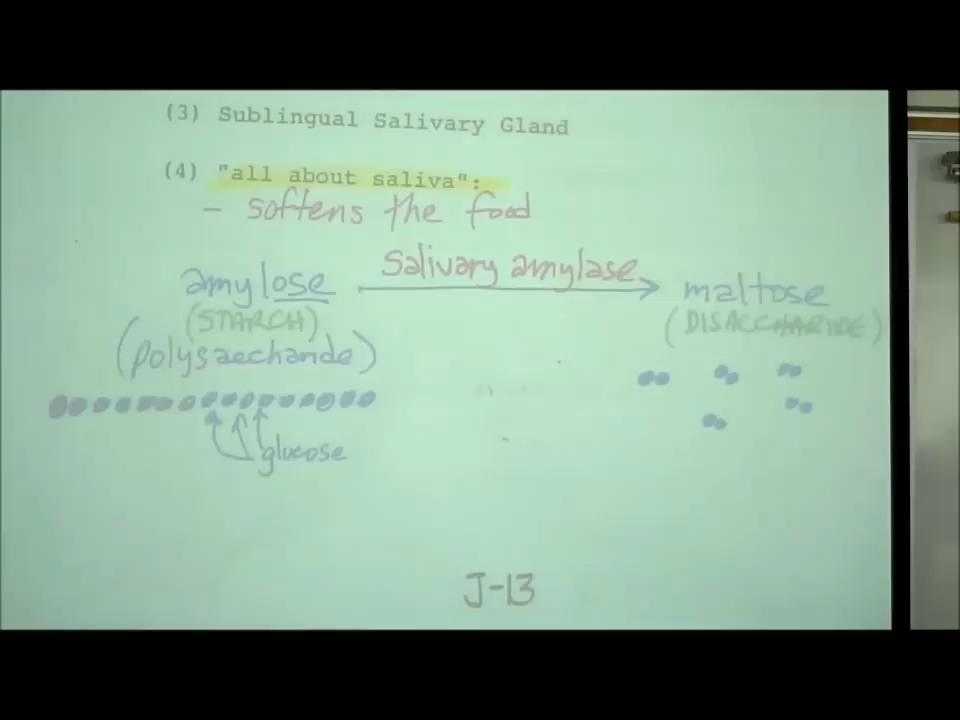 (3) Sublingual Salivary Gland
(4) "all about saliva":
- softens the food
amylose salivary amylase maltose
(STARCH) (DISACCHARIDE)
(polysaccharide)
glucose
J-13